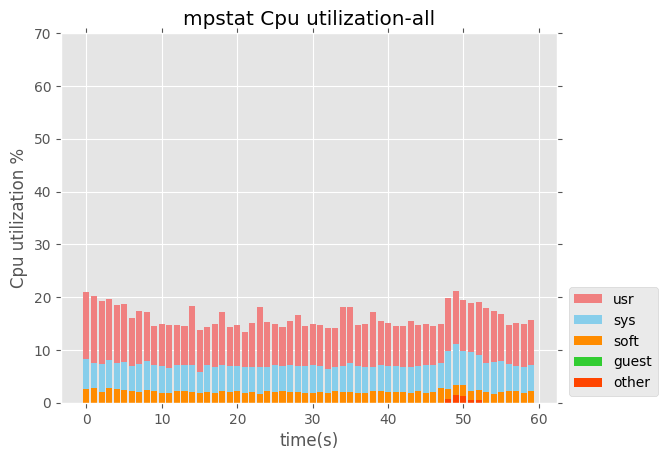 mpstat Cpu utilization-all
Cpu utilization %
70
60
50
40
30
20
10
0
0 10 20 30 40 50 60
time(s)
usr
sys
soft
guest
other